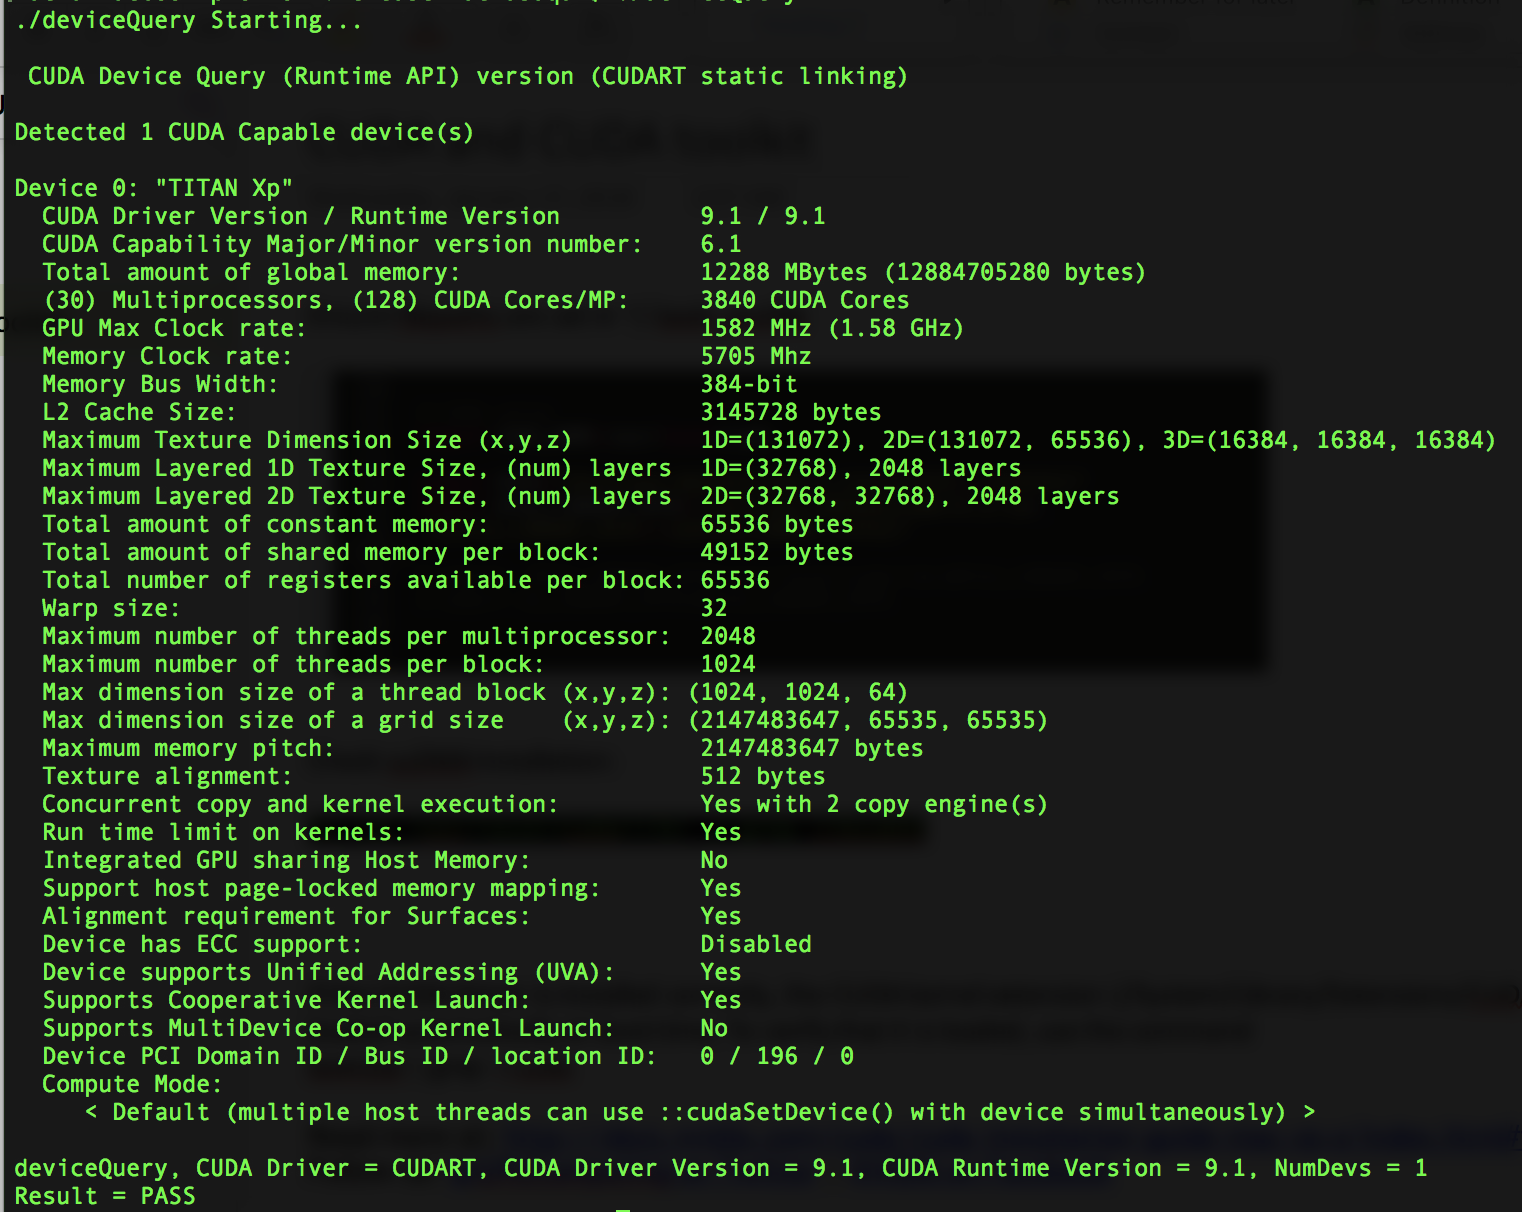 ./deviceQuery Starting...
CUDA Device Query (Runtime API) version (CUDART static linking)
Detected 1 CUDA Capable device(s)
Device 0: "TITAN Xp"
CUDA Driver Version / Runtime Version 9.1 / 9.1
CUDA Capability Major/Minor version number: 6.1
Total amount of global memory: 12288 MBytes (12884705280 bytes)
(30) Multiprocessors, (128) CUDA Cores/MP: 3840 CUDA Cores
GPU Max Clock rate: 1582 MHz (1.58 GHz)
Memory Clock rate: 5705 Mhz
Memory Bus Width: 384-bit
L2 Cache Size: 3145728 bytes
Maximum Texture Dimension Size (x,y,z) 1D=(131072), 2D=(131072, 65536), 3D=(16384, 16384, 16384)
Maximum Layered 1D Texture Size, (num) layers 1D=(32768), 2048 layers
Maximum Layered 2D Texture Size, (num) layers 2D=(32768, 32768), 2048 layers
Total amount of constant memory: 65536 bytes
Total amount of shared memory per block: 49152 bytes
Total number of registers available per block: 65536
Warp size: 32
Maximum number of threads per multiprocessor: 2048
Maximum number of threads per block: 1024
Max dimension size of a thread block (x,y,z): (1024, 1024, 64)
Max dimension size of a grid size (x,y,z): (2147483647, 65535, 65535)
Maximum memory pitch: 2147483647 bytes
Texture alignment: 512 bytes
Concurrent copy and kernel execution: Yes with 2 copy engine(s)
Run time limit on kernels: Yes
Integrated GPU sharing Host Memory: No
Support host page-locked memory mapping: Yes
Alignment requirement for Surfaces: Yes
Device has ECC support: Disabled
Device supports Unified Addressing (UVA): Yes
Supports Cooperative Kernel Launch: Yes
Supports MultiDevice Co-op Kernel Launch: No
Device PCI Domain ID / Bus ID / location ID: 0 / 196 / 0
Compute Mode:
< Default (multiple host threads can use ::cudaSetDevice() with device simultaneously) >
deviceQuery, CUDA Driver = CUDART, CUDA Driver Version = 9.1, CUDA Runtime Version = 9.1, NumDevs = 1
Result = PASS